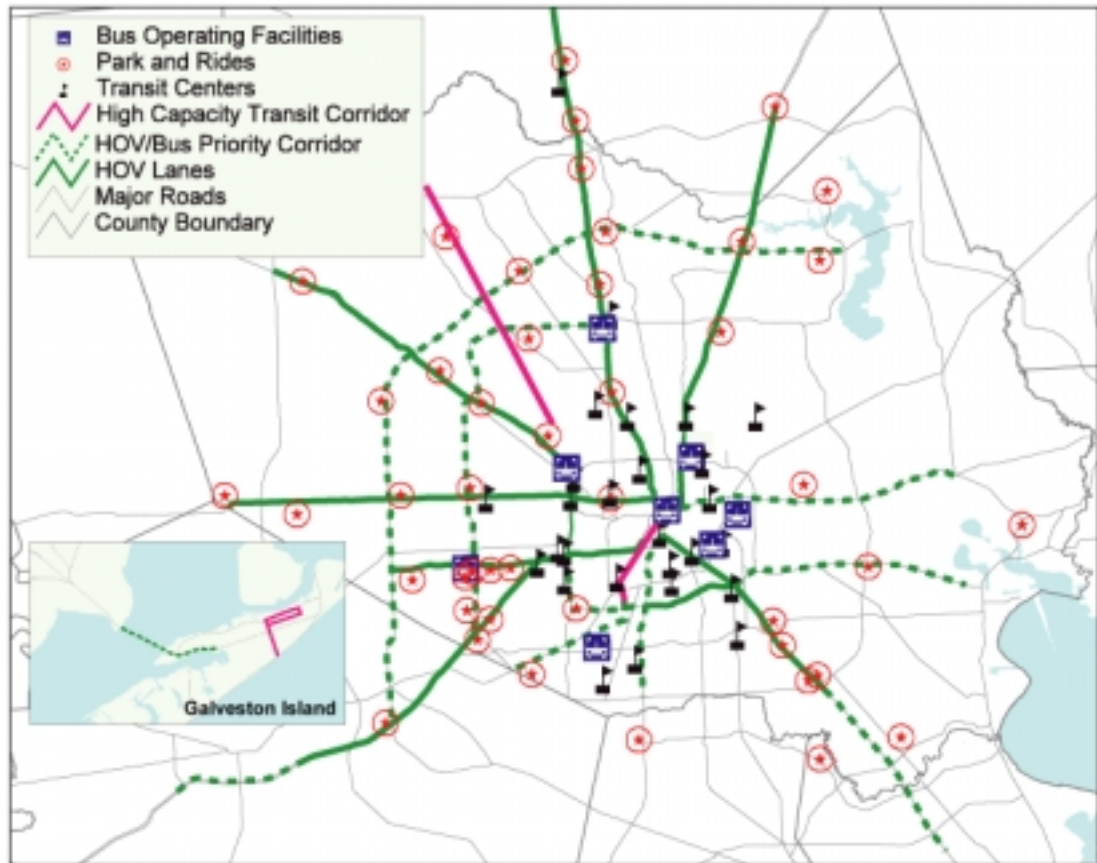 Bus Operating Facilities
Park and Rides
Transit Centers
High Capacity Transit Corridor
HOV/Bus Priority Corridor
HOV Lanes
Major Roads
County Boundary
Galveston Island